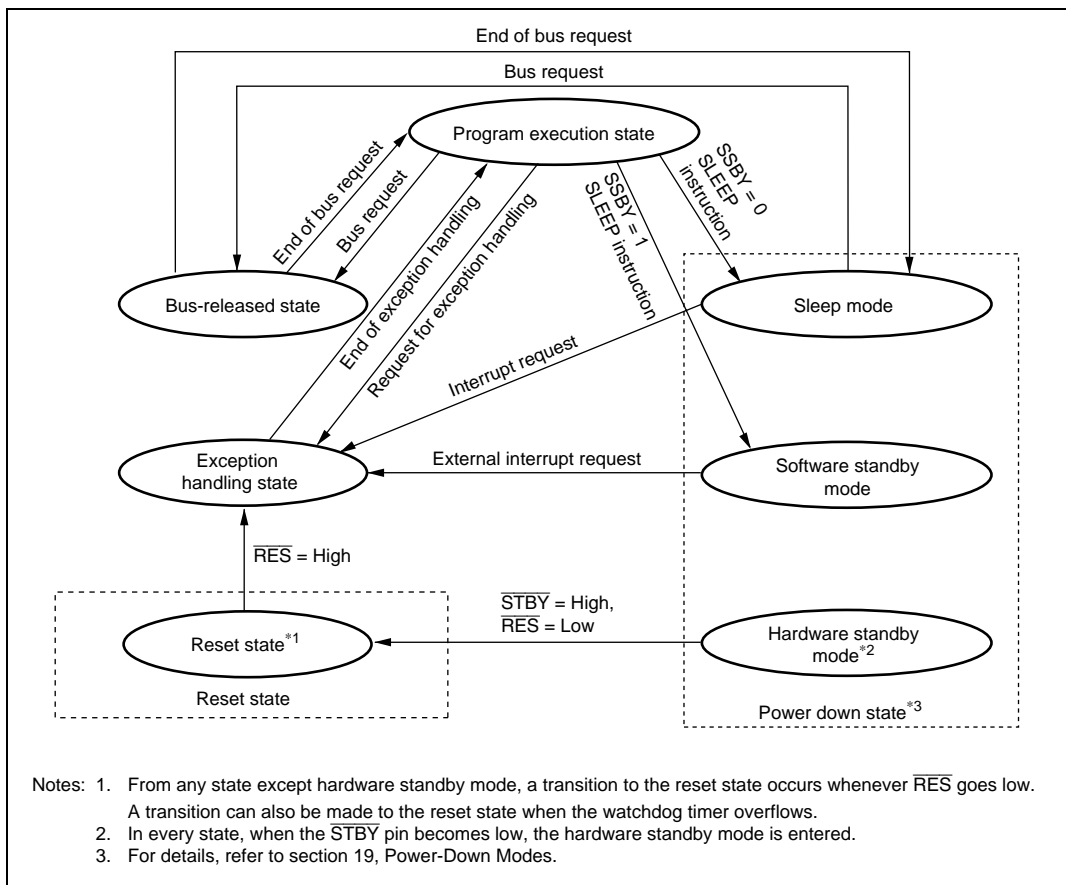 End of bus request
Bus request
Program execution state
End of bus request
Bus request
End of exception handling
Request for exception handling
SSBY = 1
SLEEP instruction
SSBY = 0
SLEEP
instruction
Bus-released state
Sleep mode
Interrupt request
Exception
handling state
External interrupt request
Software standby
mode
RES = High
STBY = High,
RES = Low
Reset state*1
Reset state
Hardware standby
mode*2
Power down state*3
Notes: 1. From any state except hardware standby mode, a transition to the reset state occurs whenever RES goes low.
A transition can also be made to the reset state when the watchdog timer overflows.
2. In every state, when the STBY pin becomes low, the hardware standby mode is entered.
3. For details, refer to section 19, Power-Down Modes.